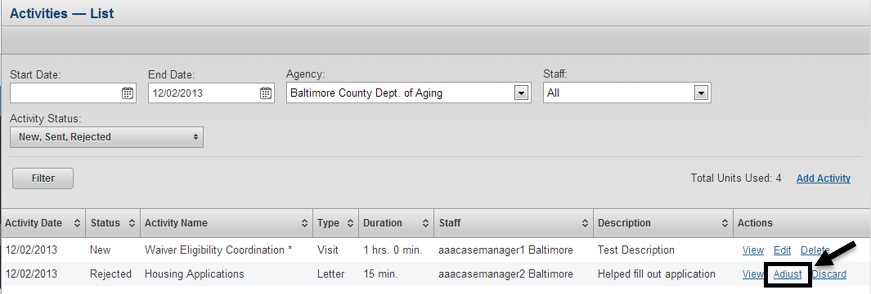 Activities — List
Start Date: End Date: Agency: Staff:
12/02/2013 Baltimore County Dept. of Aging All
Activity Status:
New, Sent, Rejected
Filter Total Units Used: 4 Add Activity
Activity Date Status Activity Name Type Duration Staff Description Actions
12/02/2013 New Waiver Eligibility Coordination * Visit 1 hrs. 0 min. aaacasemanager1 Baltimore Test Description View Edit Delete
12/02/2013 Rejected Housing Applications Letter 15 min. aaacasemanager2 Baltimore Helped fill out application View Adjust Discard